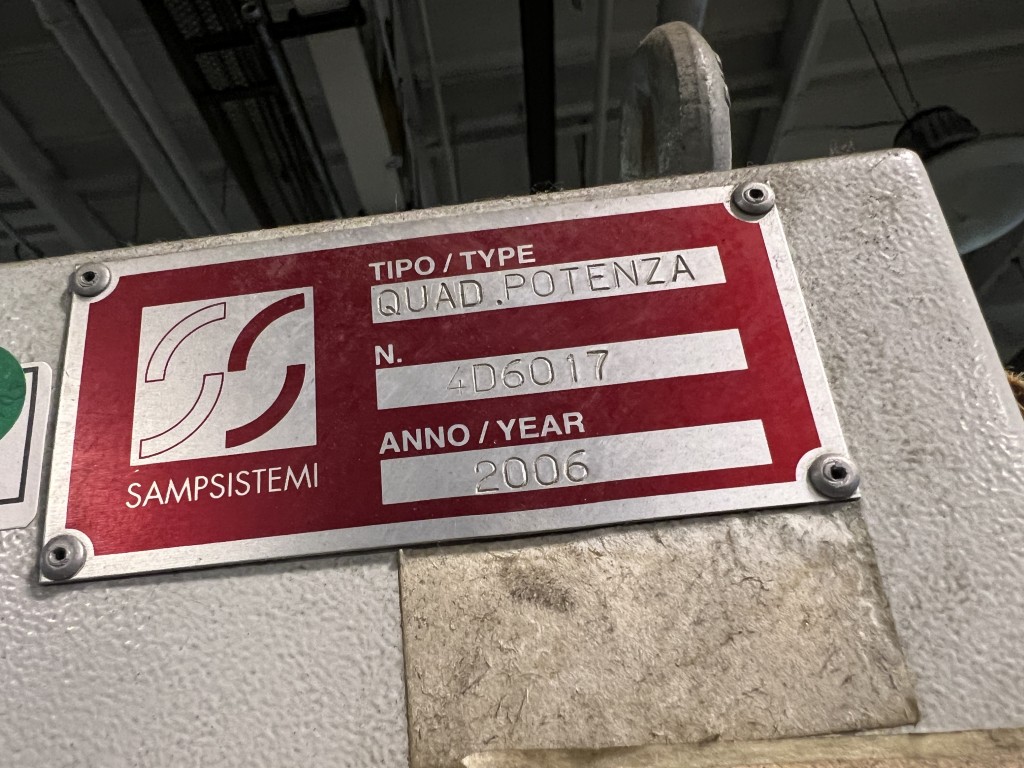 TIPO / TYPE
QUAD.POTENZA
N.
4D6017
ANNO / YEAR
2006
SAMPSISTEMI